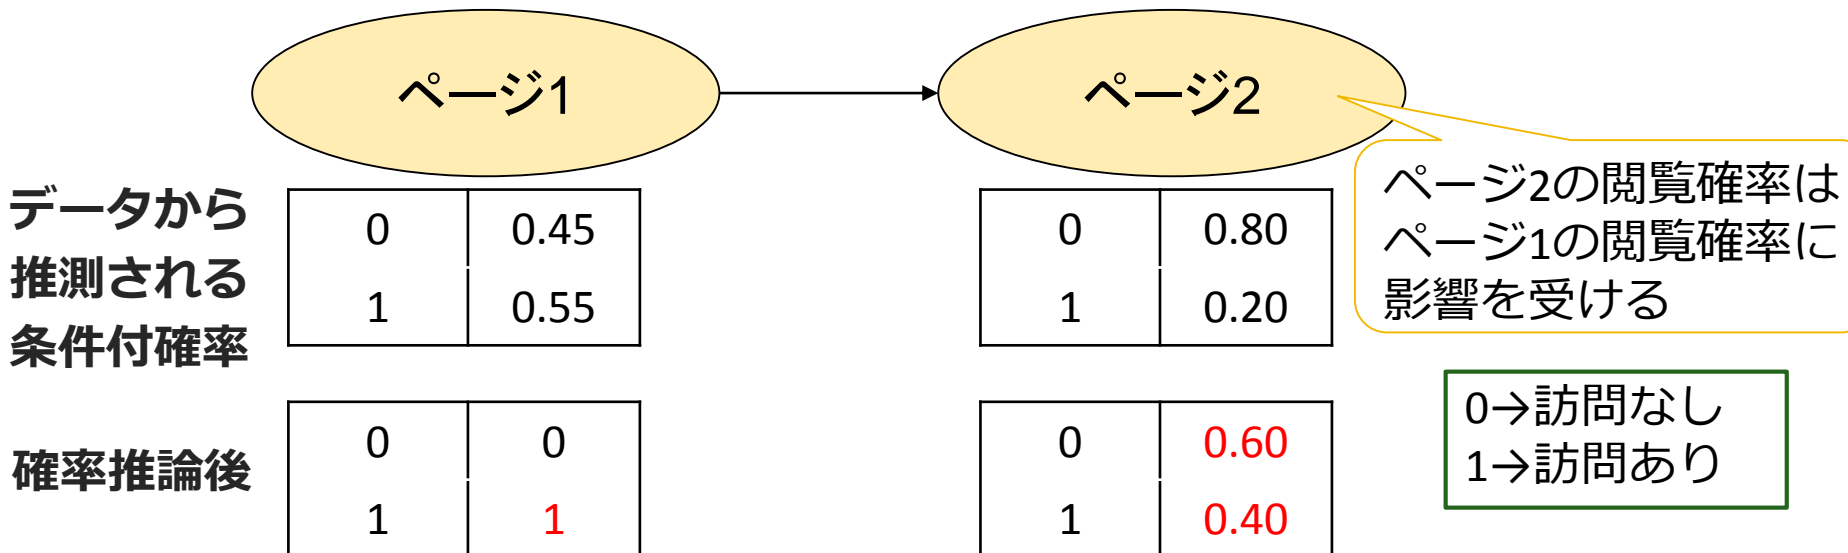 ページ1
ページ2
ページ2の閲覧確率は
ページ1の閲覧確率に
影響を受ける
データから
推測される
条件付確率
0 0.45
1 0.55
0 0.80
1 0.20
0→訪問なし
1→訪問あり
確率推論後
0 0
1 1
0 0.60
1 0.40